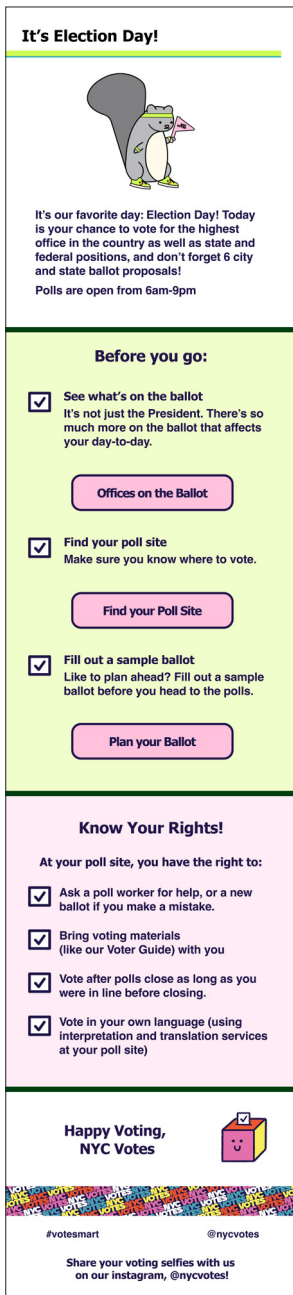 It's Election Day!
It's our favorite day: Election Day! Today
is your chance to vote for the highest
office in the country as well as state and
federal positions, and don't forget 6 city
and state ballot proposals!
Polls are open from 6am-9pm
Before you go:
See what's on the ballot
It's not just the President. There's so
much more on the ballot that affects
your day-to-day.
Offices on the Ballot
Find your poll site
Make sure you know where to vote.
Find your Poll Site
Fill out a sample ballot
Like to plan ahead? Fill out a sample
ballot before you head to the polls.
Plan your Ballot
Know Your Rights!
At your poll site, you have the right to:
Ask a poll worker for help, or a new
ballot if you make a mistake.
Bring voting materials
(like our Voter Guide) with you
Vote after polls close as long as you
were in line before closing.
Vote in your own language (using
interpretation and translation services
at your poll site)
Happy Voting,
NYC Votes
#votesmart @nycvotes
Share your voting selfies with us
on our instagram, @nycvotes!